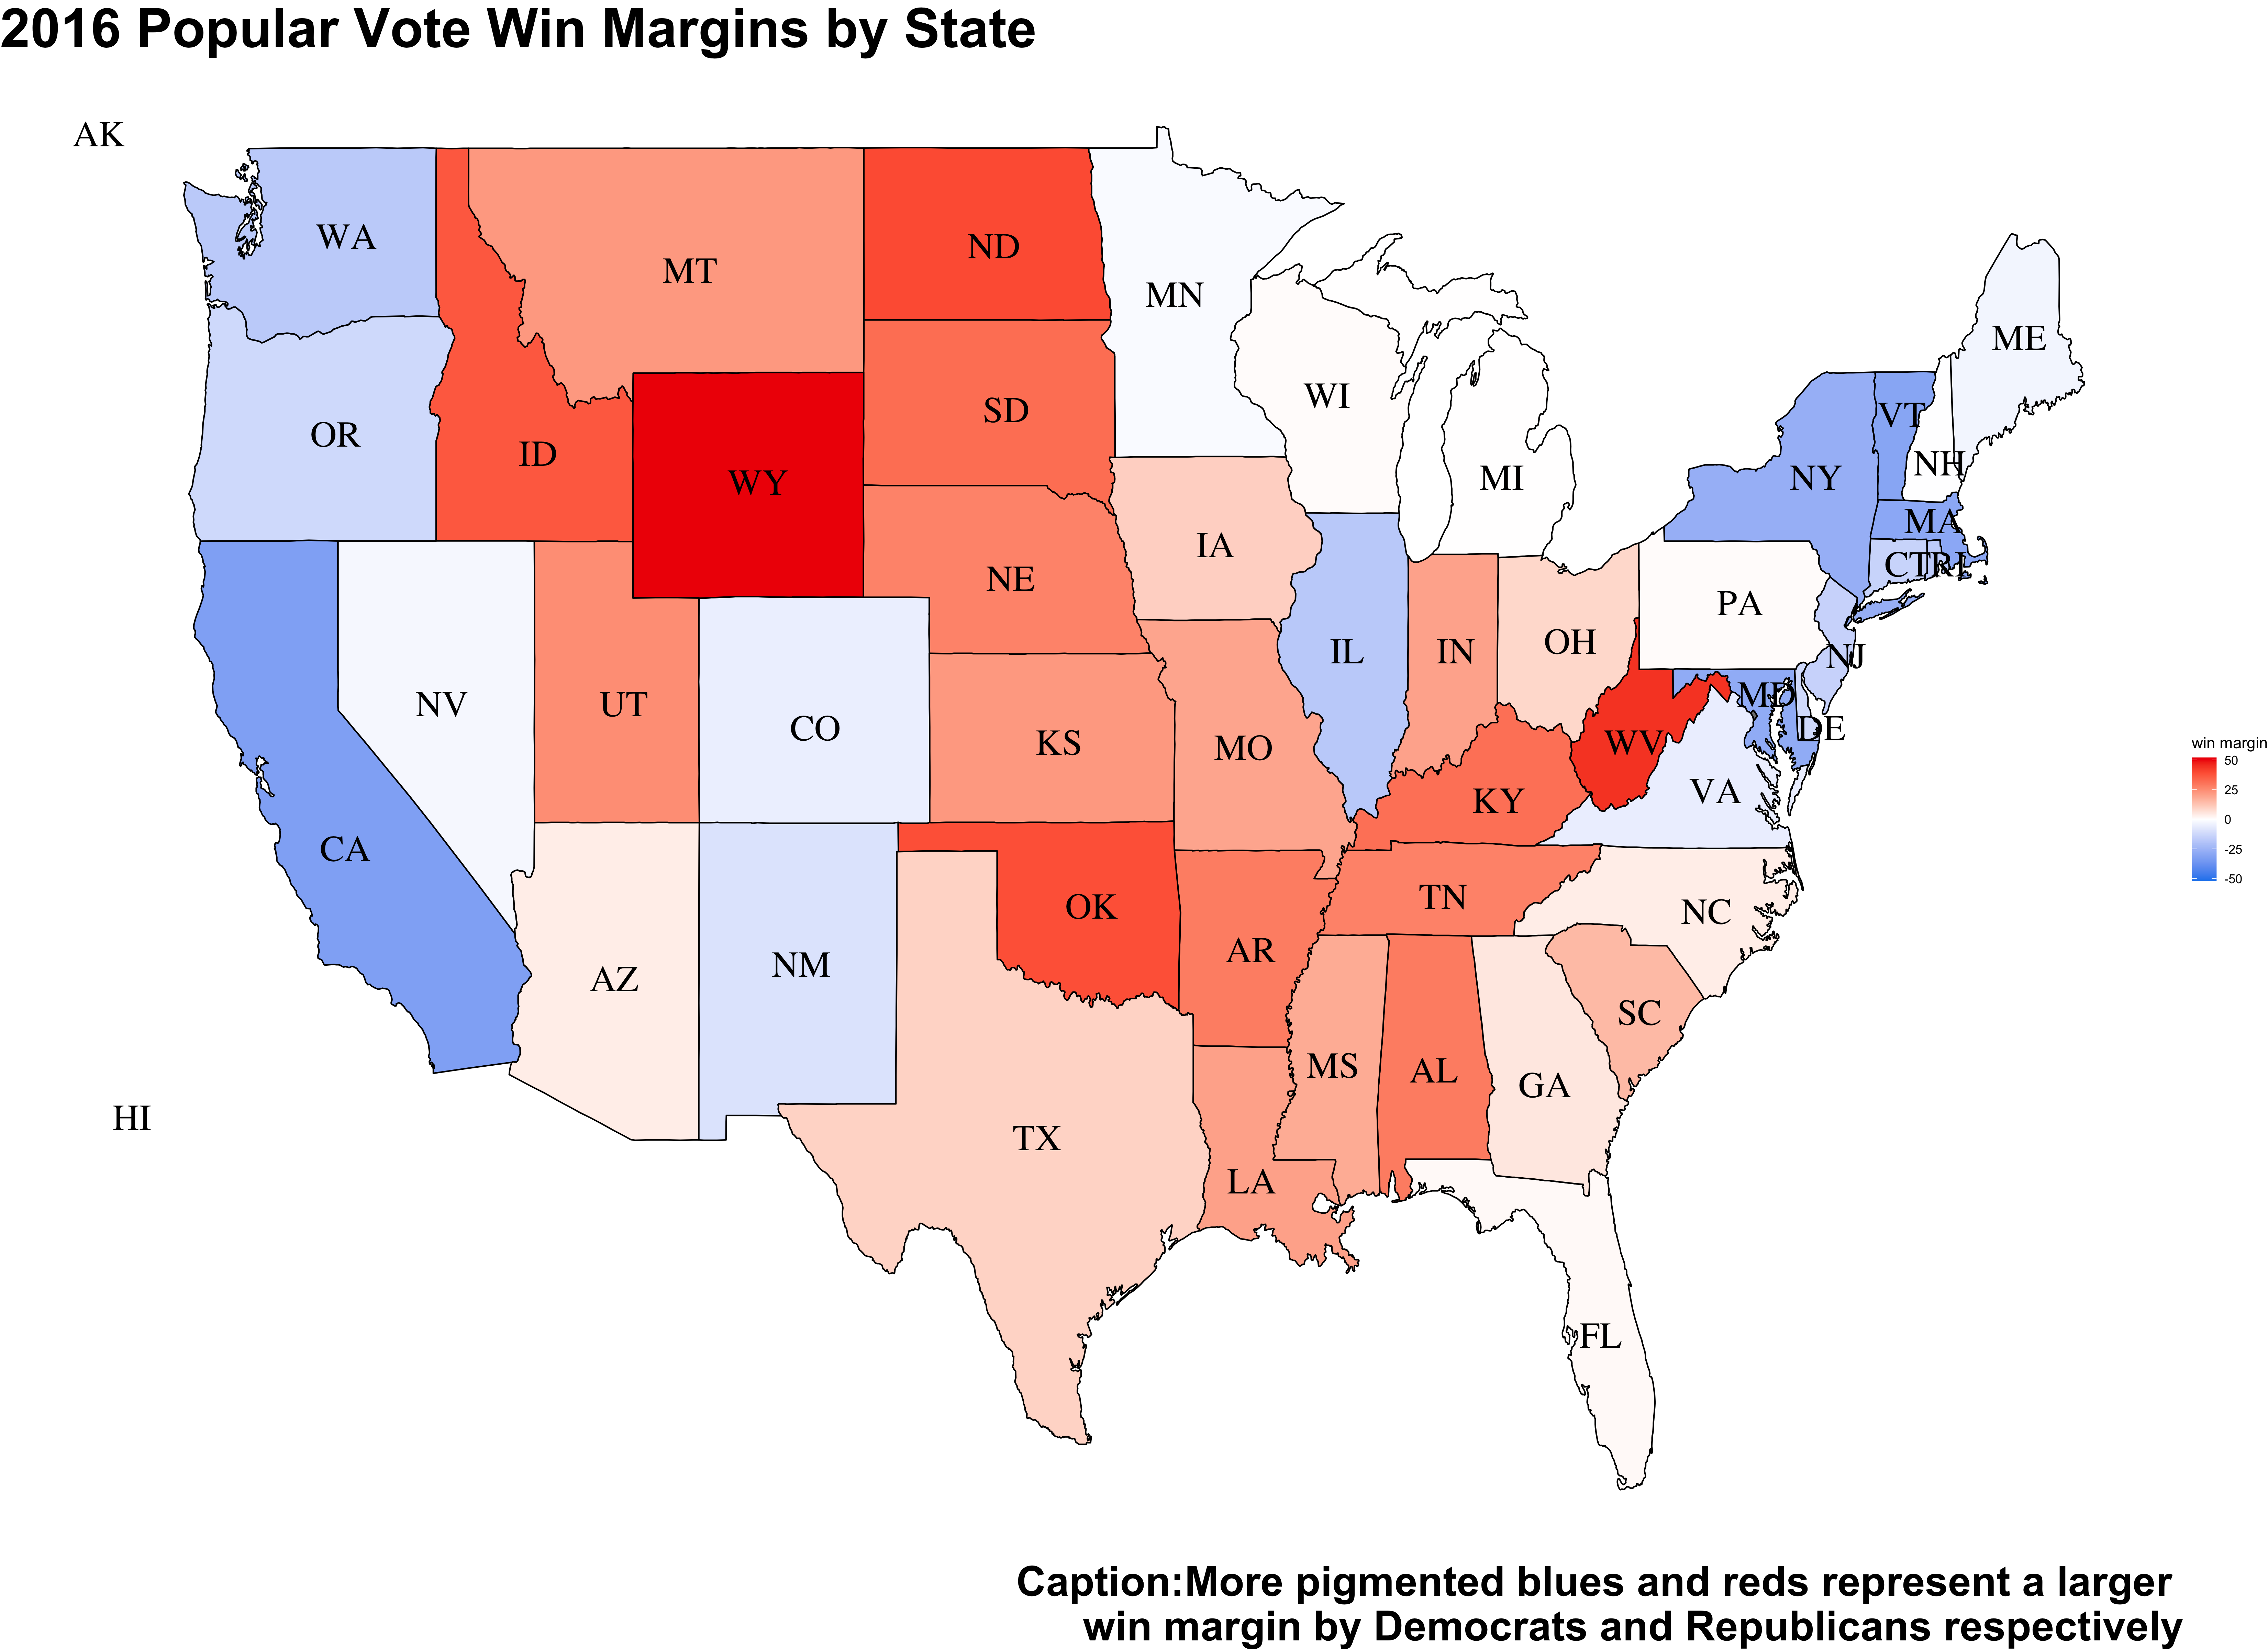 2016 Popular Vote Win Margins by State
AK
WA
MT
ND
MN
ME
OR
ID
WY
SD
WI
MI
NY
VT
NH
MA
CT
RI
IA
NE
PA
NV
UT
CO
KS
MO
IL
IN
OH
NJ
MD
DE
WV
KY
VA
win margin
50
25
0
-25
-50
CA
AZ
NM
OK
AR
TN
NC
SC
MS
AL
GA
HI
TX
LA
FL
Caption:More pigmented blues and reds represent a larger
win margin by Democrats and Republicans respectively